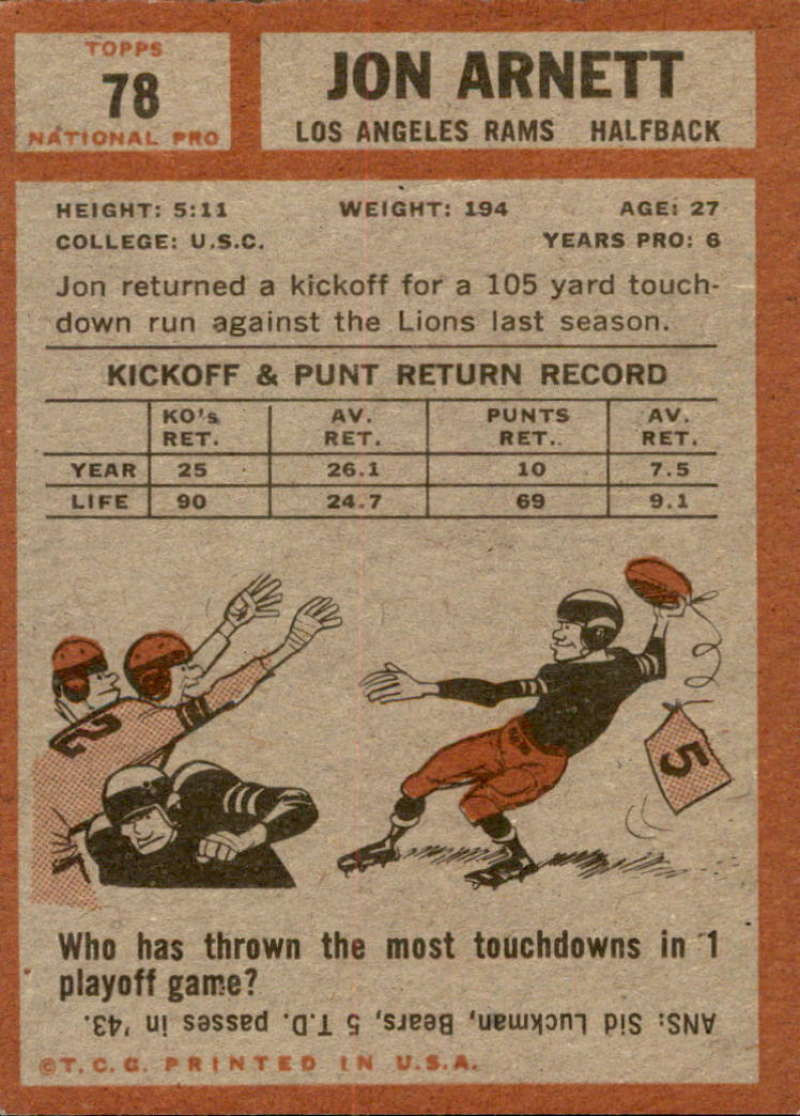 TOPPS
78
NATIONAL PRO
JON ARNETT
LOS ANGELES RAMS HALFBACK
HEIGHT: 5:11 WEIGHT: 194 AGE: 27
COLLEGE: U.S.C. YEARS PRO: 6
Jon returned a kickoff for a 105 yard touch-
down run against the Lions last season.
KICKOFF & PUNT RETURN RECORD
KO's RET. AV. RET. PUNTS RET. AV. RET.
YEAR 25 26.1 10 7.5
LIFE 90 24.7 69 9.1
2
5
Who has thrown the most touchdowns in 1
playoff game?
ANS: Sid Luckman, Bears, 5 T.D. passes in '43.
©T.C.G. PRINTED IN U.S.A.